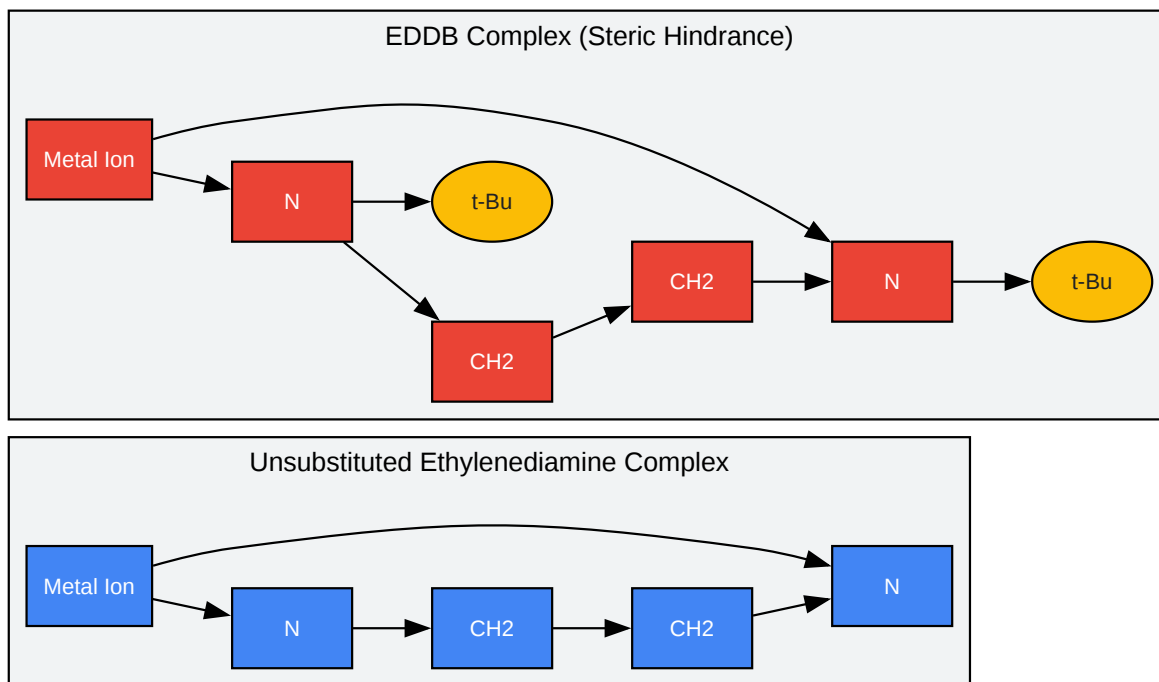 EDDB Complex (Steric Hindrance)
Metal Ion
N
t-Bu
CH2
CH2
N
t-Bu
Unsubstituted Ethylenediamine Complex
Metal Ion
N
CH2
CH2
N